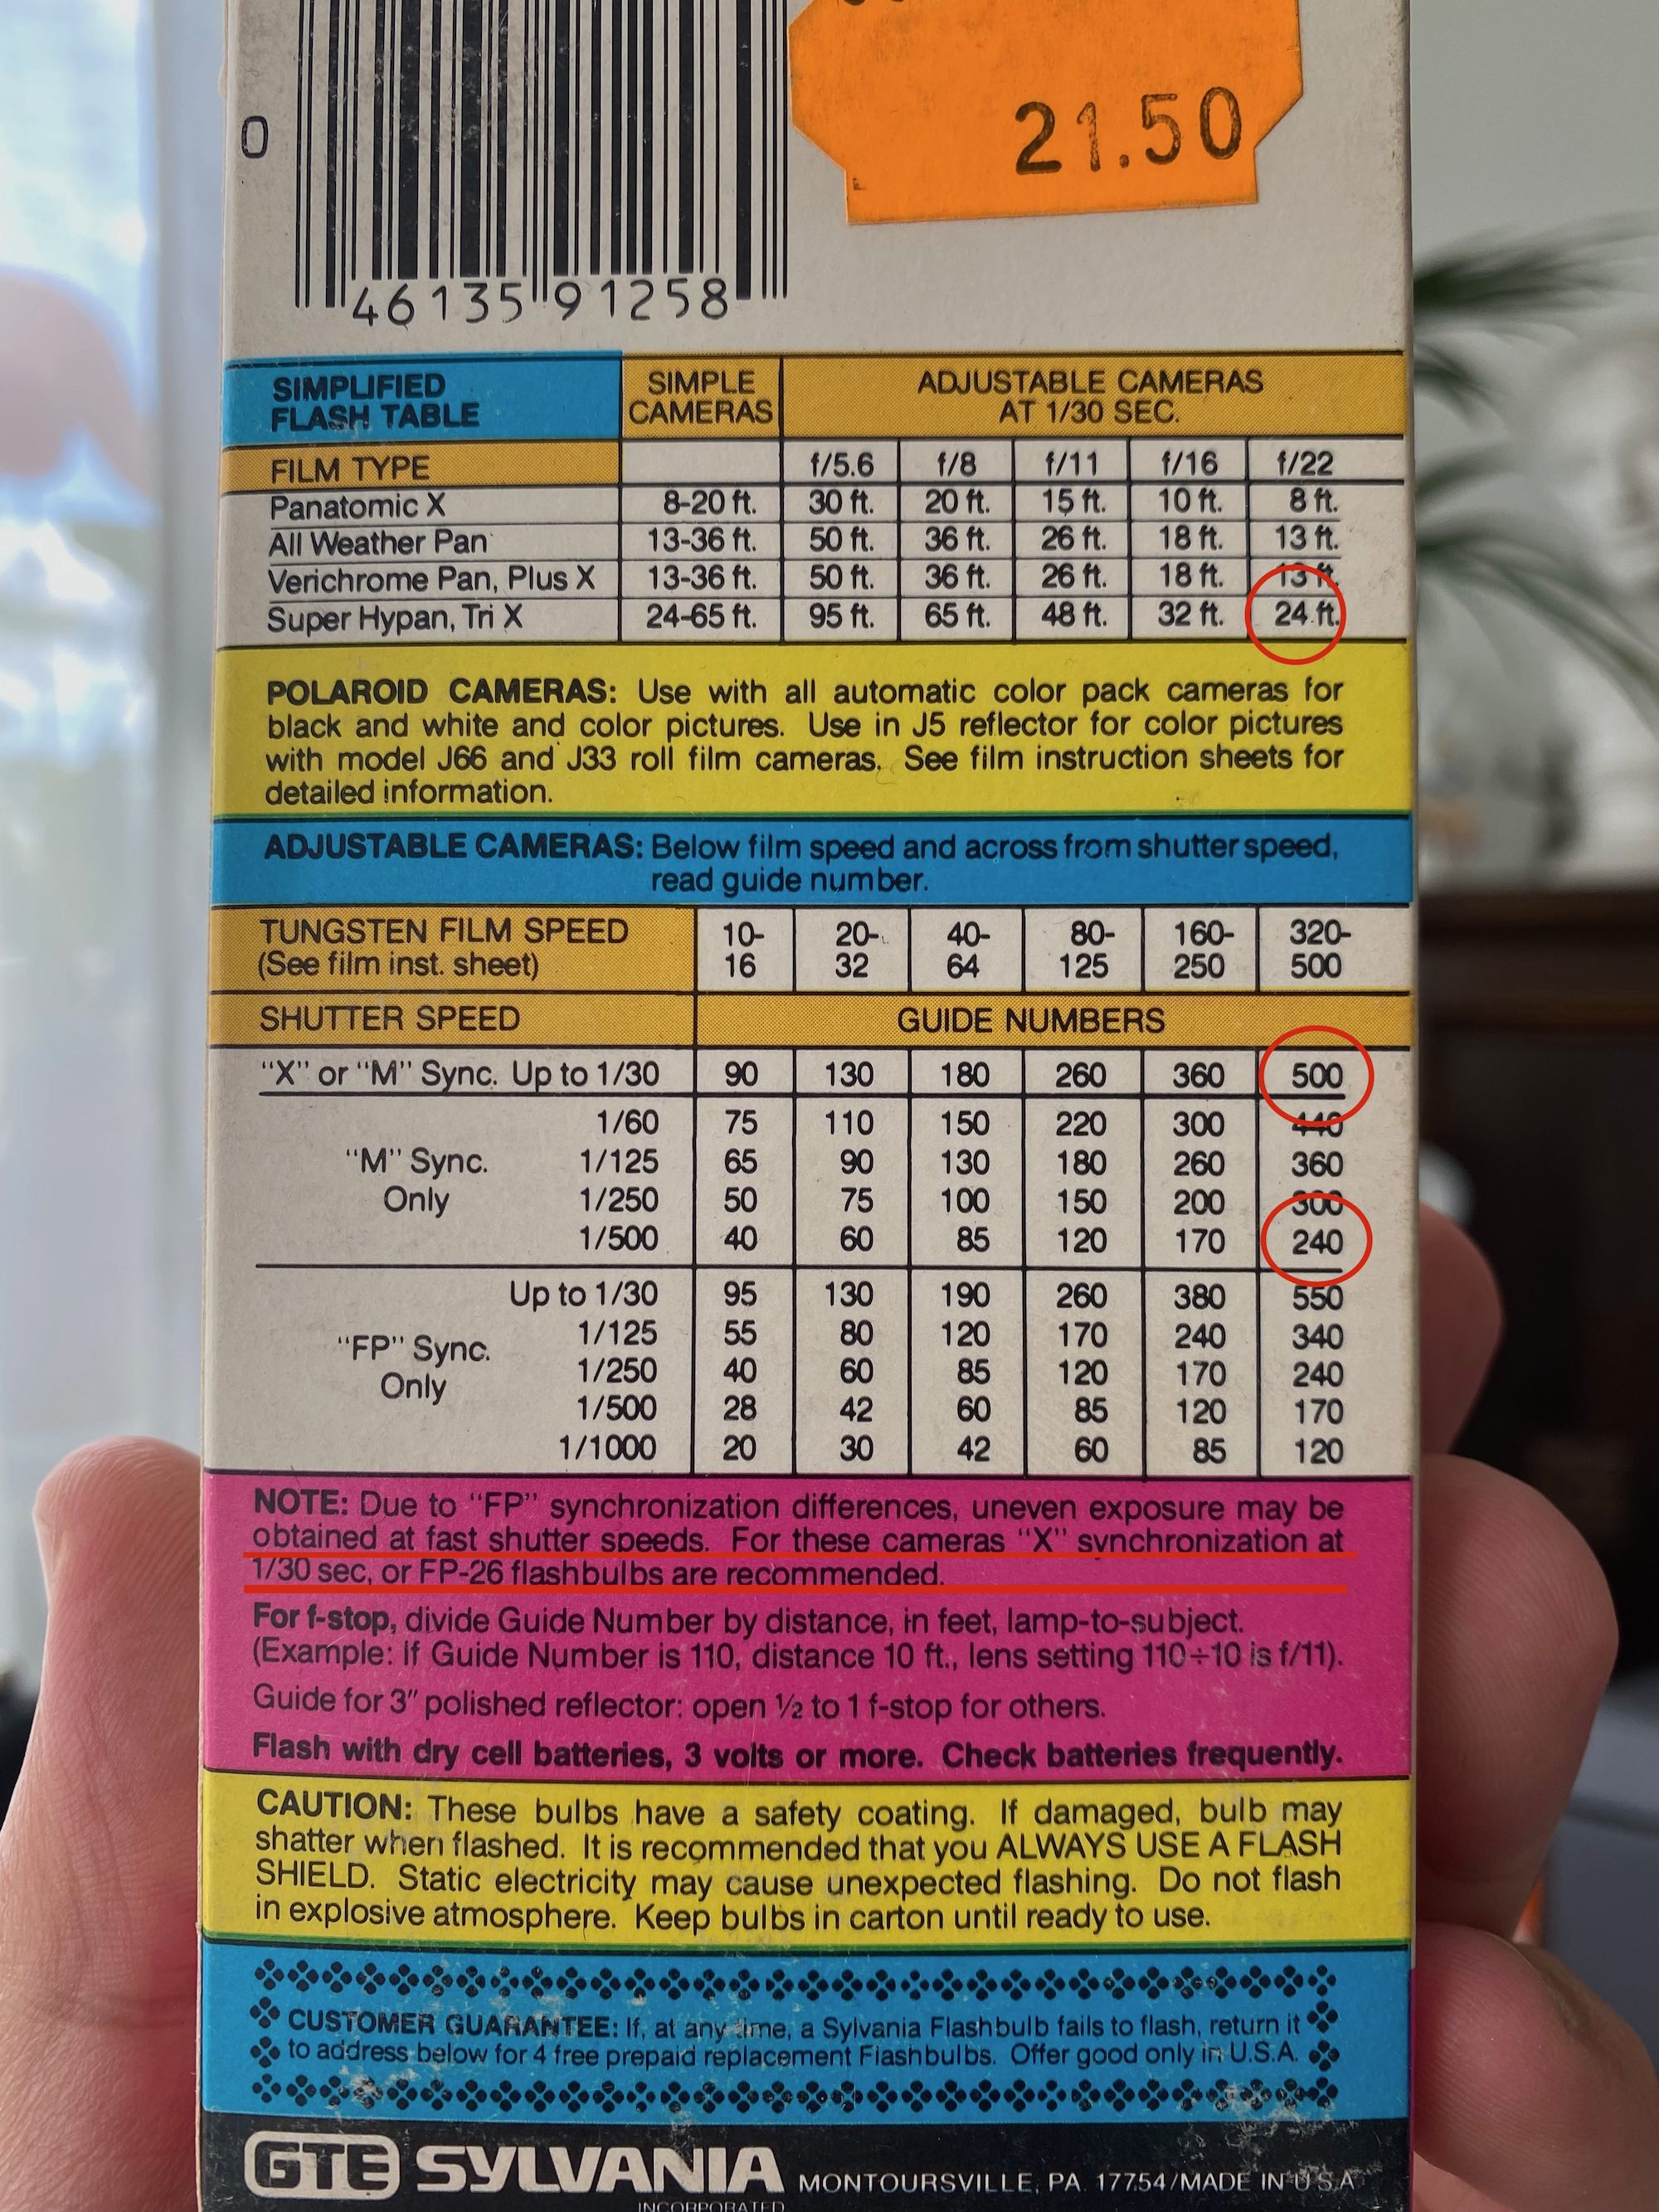 21.50
0
46135 91258
SIMPLIFIED FLASH TABLE SIMPLE CAMERAS ADJUSTABLE CAMERAS AT 1/30 SEC.
FILM TYPE f/5.6 f/8 f/11 f/16 f/22
Panatomic X 8-20 ft. 30 ft. 20 ft. 15 ft. 10 ft. 8 ft.
All Weather Pan 13-36 ft. 50 ft. 36 ft. 26 ft. 18 ft. 13 ft.
Verichrome Pan, Plus X 13-36 ft. 50 ft. 36 ft. 26 ft. 18 ft. 13 ft.
Super Hypan, Tri X 24-65 ft. 95 ft. 65 ft. 48 ft. 32 ft. 24 ft.
POLAROID CAMERAS: Use with all automatic color pack cameras for
black and white and color pictures. Use in J5 reflector for color pictures
with model J66 and J33 roll film cameras. See film instruction sheets for
detailed information.
ADJUSTABLE CAMERAS: Below film speed and across from shutter speed,
read guide number.
TUNGSTEN FILM SPEED 10- 20- 40- 80- 160- 320-
(See film inst. sheet) 16 32 64 125 250 500
SHUTTER SPEED GUIDE NUMBERS
"X" or "M" Sync. Up to 1/30 90 130 180 260 360 500
1/60 75 110 150 220 300 440
"M" Sync. 1/125 65 90 130 180 260 360
Only 1/250 50 75 100 150 200 300
1/500 40 60 85 120 170 240
Up to 1/30 95 130 190 260 380 550
"FP" Sync. 1/125 55 80 120 170 240 340
Only 1/250 40 60 85 120 170 240
1/500 28 42 60 85 120 170
1/1000 20 30 42 60 85 120
NOTE: Due to "FP" synchronization differences, uneven exposure may be
obtained at fast shutter speeds. For these cameras "X" synchronization at
1/30 sec, or FP-26 flashbulbs are recommended.
For f-stop, divide Guide Number by distance, in feet, lamp-to-subject.
(Example: If Guide Number is 110, distance 10 ft., lens setting 110÷10 is f/11).
Guide for 3" polished reflector: open ½ to 1 f-stop for others.
Flash with dry cell batteries, 3 volts or more. Check batteries frequently.
CAUTION: These bulbs have a safety coating. If damaged, bulb may
shatter when flashed. It is recommended that you ALWAYS USE A FLASH
SHIELD. Static electricity may cause unexpected flashing. Do not flash
in explosive atmosphere. Keep bulbs in carton until ready to use.
CUSTOMER GUARANTEE: If, at any time, a Sylvania Flashbulb fails to flash, return it
to address below for 4 free prepaid replacement Flashbulbs. Offer good only in U.S.A.
GTE SYLVANIA MONTOURSVILLE, PA. 17754/MADE IN U S A
INCORPORATED